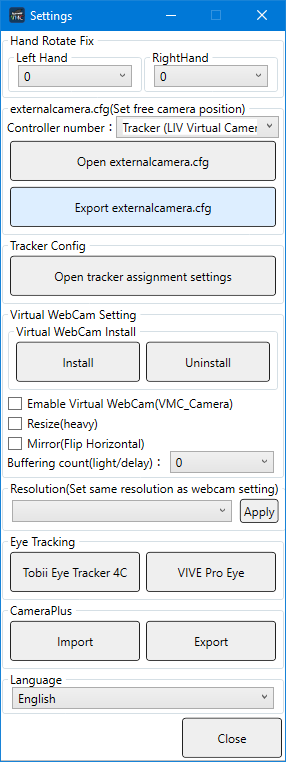 VMC
Settings
Hand Rotate Fix
Left Hand
RightHand
0
0
externalcamera.cfg(Set free camera position)
Controller number：
Tracker (LIV Virtual Camer
Open externalcamera.cfg
Export externalcamera.cfg
Tracker Config
Open tracker assignment settings
Virtual WebCam Setting
Virtual WebCam Install
Install
Uninstall
Enable Virtual WebCam(VMC_Camera)
Resize(heavy)
Mirror(Flip Horizontal)
Buffering count(light/delay)：
0
Resolution(Set same resolution as webcam setting)
Apply
Eye Tracking
Tobii Eye Tracker 4C
VIVE Pro Eye
CameraPlus
Import
Export
Language
English
Close